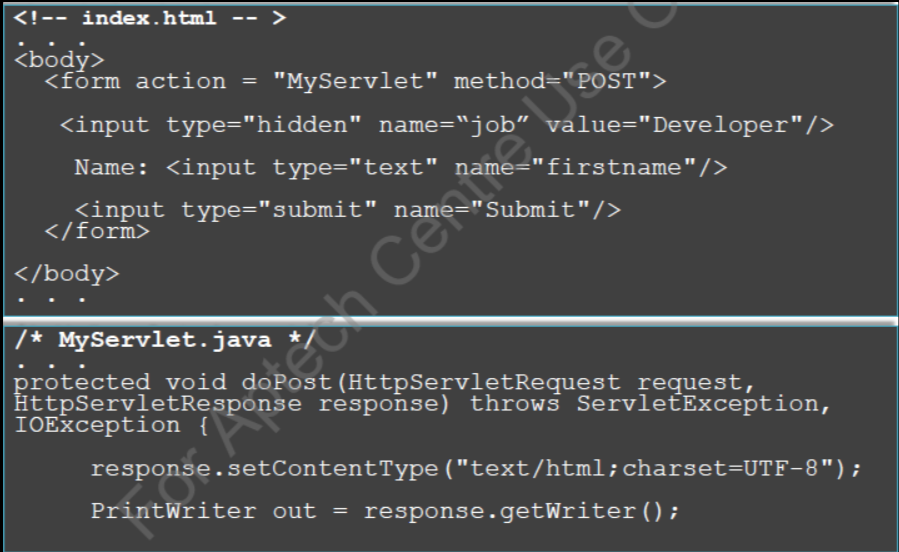 <!-- index.html -- >
. . .
<body>
<form action = "MyServlet" method="POST">
<input type="hidden" name=“job” value="Developer"/>
Name: <input type="text" name="firstname"/>
<input type="submit" name="Submit"/>
</form>
</body>
. . .
/* MyServlet.java */
. . .
protected void doPost(HttpServletRequest request,
HttpServletResponse response) throws ServletException,
IOException {
response.setContentType("text/html;charset=UTF-8");
PrintWriter out = response.getWriter();
For Aptech Centre Use O